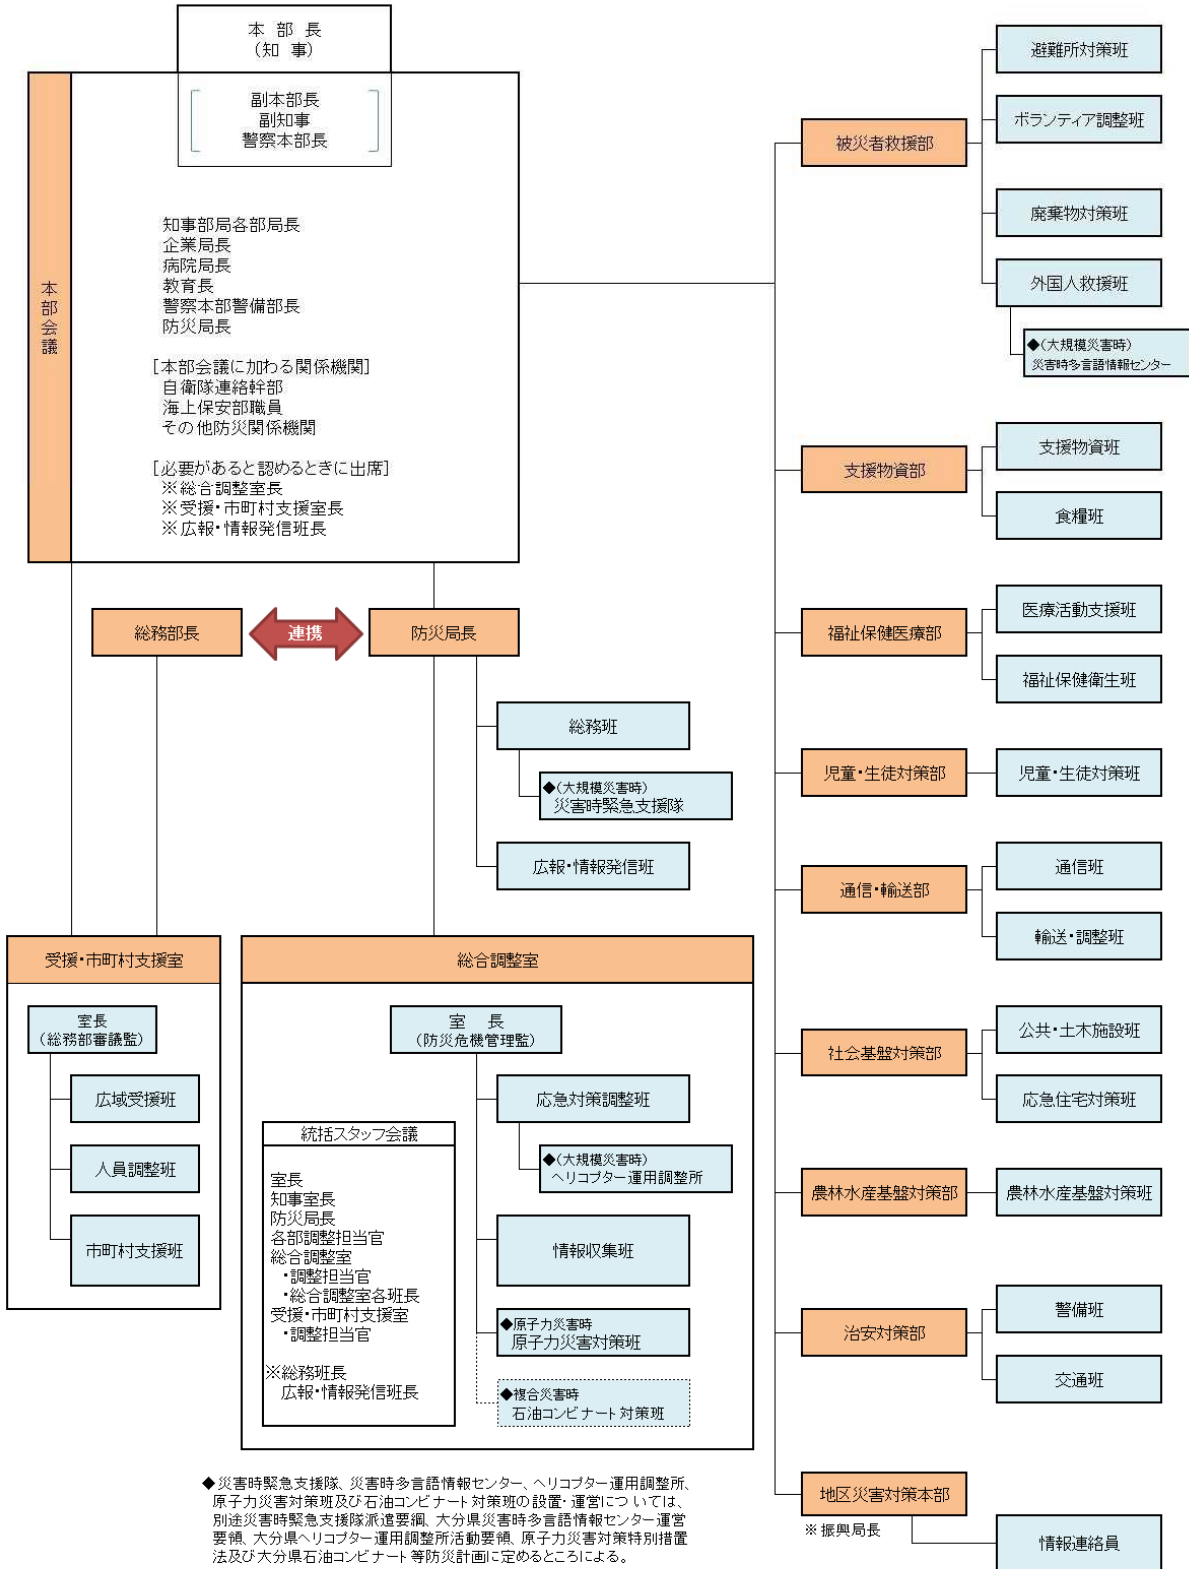 本 部 長
（知 事）
副本部長
副知事
警察本部長
本部会議
知事部局各部局長
企業局長
病院局長
教育長
警察本部警備部長
防災局長
[本部会議に加わる関係機関]
自衛隊連絡幹部
海上保安部職員
その他防災関係機関
[必要があると認めるときに出席]
※総合調整室長
※受援・市町村支援室長
※広報・情報発信班長
総務部長
連携
防災局長
総務班
◆(大規模災害時)
災害時緊急支援隊
広報・情報発信班
受援・市町村支援室
室長
（総務部審議監）
広域受援班
人員調整班
市町村支援班
総合調整室
室 長
（防災危機管理監）
応急対策調整班
◆(大規模災害時)
ヘリコプター運用調整所
情報収集班
◆原子力災害時
原子力災害対策班
◆複合災害時
石油コンビナート対策班
統括スタッフ会議
室長
知事室長
防災局長
各部調整担当官
総合調整室
・調整担当官
・総合調整室各班長
受援・市町村支援室
・調整担当官
※総務班長
広報・情報発信班長
被災者救援部
避難所対策班
ボランティア調整班
廃棄物対策班
外国人救援班
◆(大規模災害時)
災害時多言語情報センター
支援物資部
支援物資班
食糧班
福祉保健医療部
医療活動支援班
福祉保健衛生班
児童・生徒対策部
児童・生徒対策班
通信・輸送部
通信班
輸送・調整班
社会基盤対策部
公共・土木施設班
応急住宅対策班
農林水産基盤対策部
農林水産基盤対策班
治安対策部
警備班
交通班
地区災害対策本部
※振興局長
情報連絡員
◆災害時緊急支援隊、災害時多言語情報センター、ヘリコプター運用調整所、
原子力災害対策班及び石油コンビナート対策班の設置・運営については、
別途災害時緊急支援隊派遣要綱、大分県災害時多言語情報センター運営
要領、大分県ヘリコプター運用調整所活動要領、原子力災害対策特別措置
法及び大分県石油コンビナート等防災計画に定めるところによる。